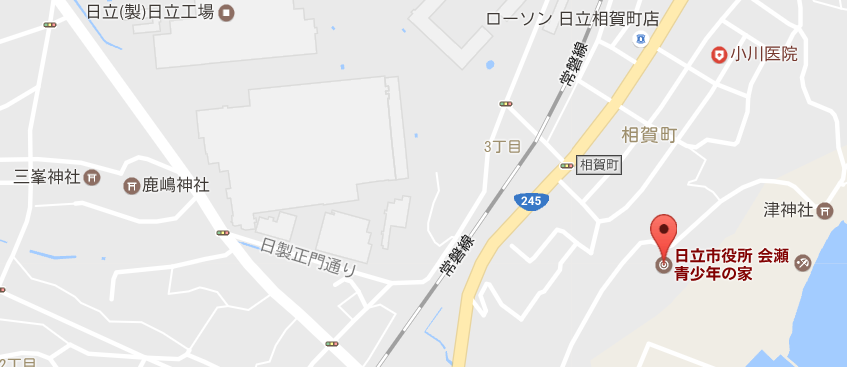 日立(製)日立工場
ローソン 日立相賀町店
小川医院
常磐線
相賀町
3丁目
相賀町
三峯神社
鹿嶋神社
245
津神社
日製正門通り
常磐線
日立市役所 会瀬
青少年の家
2丁目